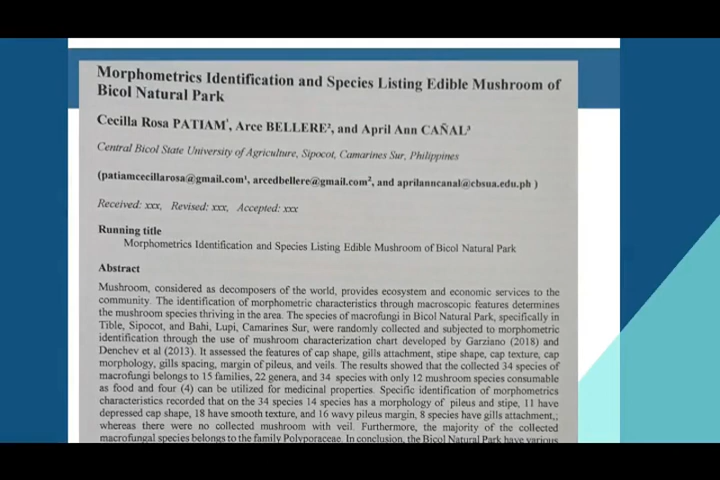 Morphometrics Identification and Species Listing Edible Mushroom of
Bicol Natural Park
Cecilla Rosa PATIAM¹, Arce BELLERE², and April Ann CAÑAL³
Central Bicol State University of Agriculture, Sipocot, Camarines Sur, Philippines
(patiamcecillarosa@gmail.com¹, arcedbellere@gmail.com², and aprilanncanal@cbsua.edu.ph )
Received: xxx, Revised: xxx, Accepted: xxx
Running title
Morphometrics Identification and Species Listing Edible Mushroom of Bicol Natural Park
Abstract
Mushroom, considered as decomposers of the world, provides ecosystem and economic services to the
community. The identification of morphometric characteristics through macroscopic features determines
the mushroom species thriving in the area. The species of macrofungi in Bicol Natural Park, specifically in
Tible, Sipocot, and Bahi, Lupi, Camarines Sur, were randomly collected and subjected to morphometric
identification through the use of mushroom characterization chart developed by Garziano (2018) and
Denchev et al (2013). It assessed the features of cap shape, gills attachment, stipe shape, cap texture, cap
morphology, gills spacing, margin of pileus, and veils. The results showed that the collected 34 species of
macrofungi belongs to 15 families, 22 genera, and 34 species with only 12 mushroom species consumable
as food and four (4) can be utilized for medicinal properties. Specific identification of morphometrics
characteristics recorded that on the 34 species 14 species has a morphology of pileus and stipe, 11 have
depressed cap shape, 18 have smooth texture, and 16 wavy pileus margin, 8 species have gills attachment,;
whereas there were no collected mushroom with veil. Furthermore, the majority of the collected
macrofungal species belongs to the family Polyporaceae. In conclusion, the Bicol Natural Park have various